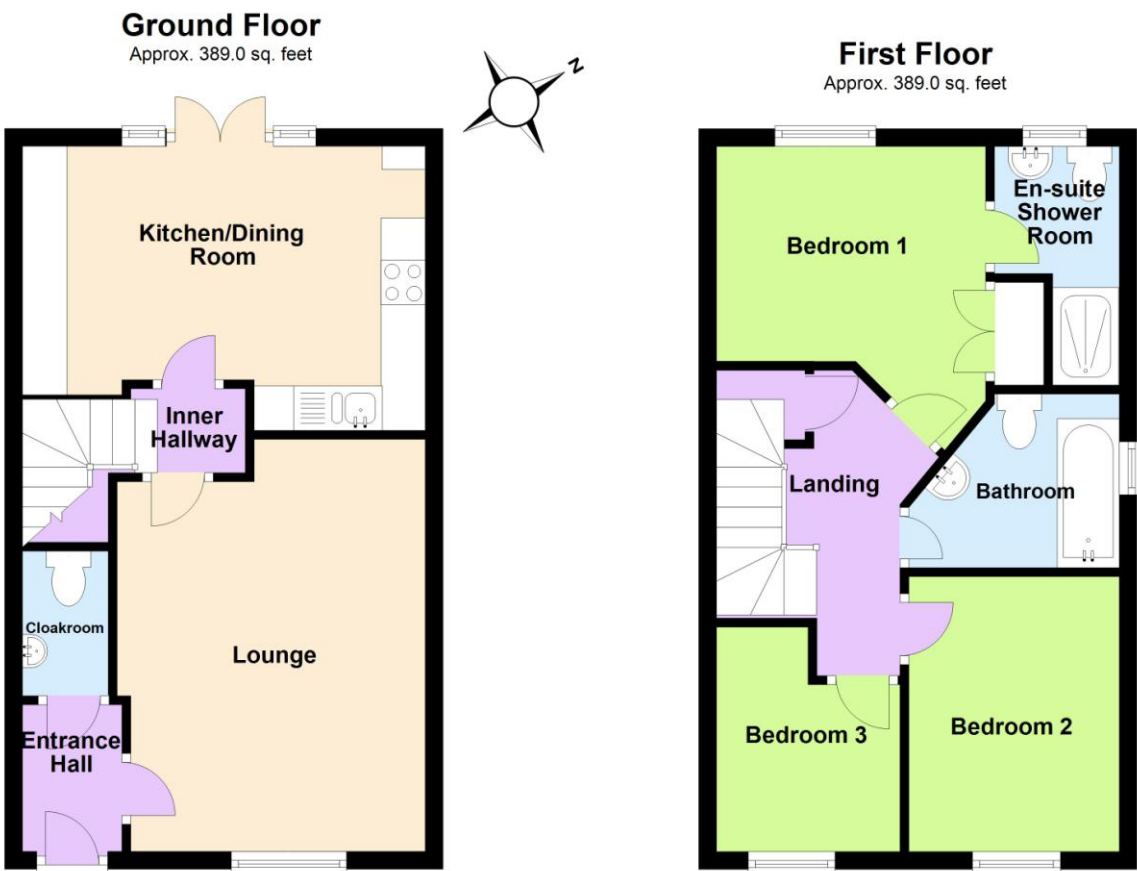 Ground Floor
Approx. 389.0 sq. feet
Kitchen/Dining
Room
Inner
Hallway
Cloakroom
Lounge
Entrance
Hall
N
First Floor
Approx. 389.0 sq. feet
Bedroom 1
En-suite
Shower
Room
Landing
Bathroom
Bedroom 3
Bedroom 2